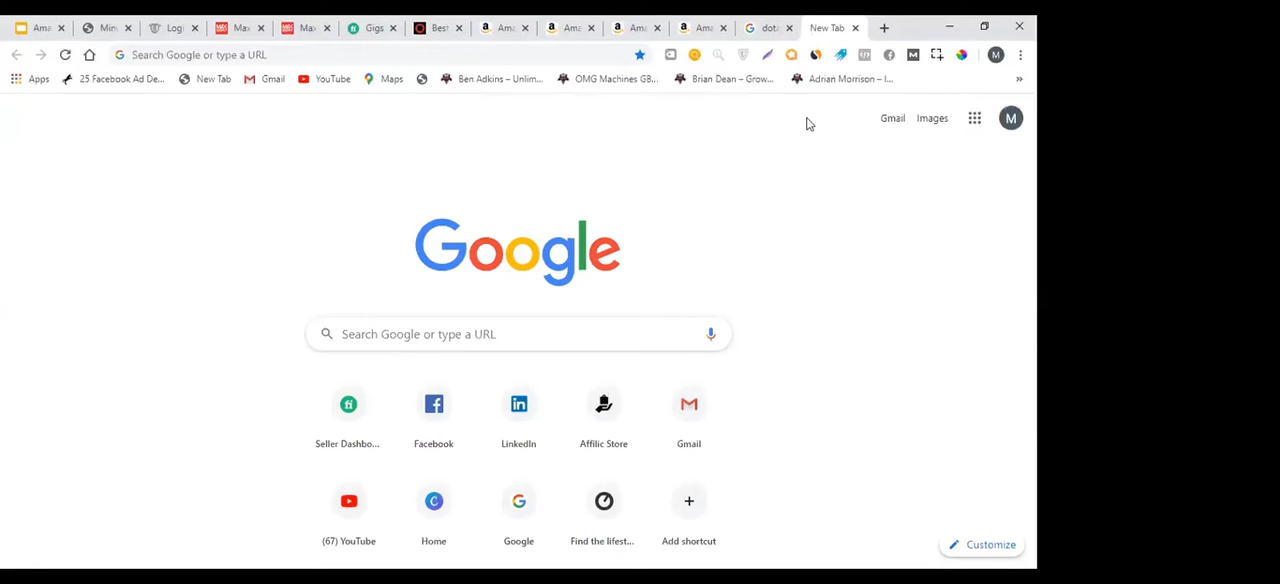 Ama Min Logi Max Max Gigs Best Ama Ama Ama Ama dota New Tab
Search Google or type a URL
Apps 25 Facebook Ad De... New Tab Gmail YouTube Maps Ben Adkins – Unlim... OMG Machines GB... Brian Dean – Grow... Adrian Morrison – I... »
Gmail Images M
Google
Search Google or type a URL
Seller Dashbo... Facebook LinkedIn Affilic Store Gmail
(67) YouTube Home Google Find the lifest... Add shortcut
Customize